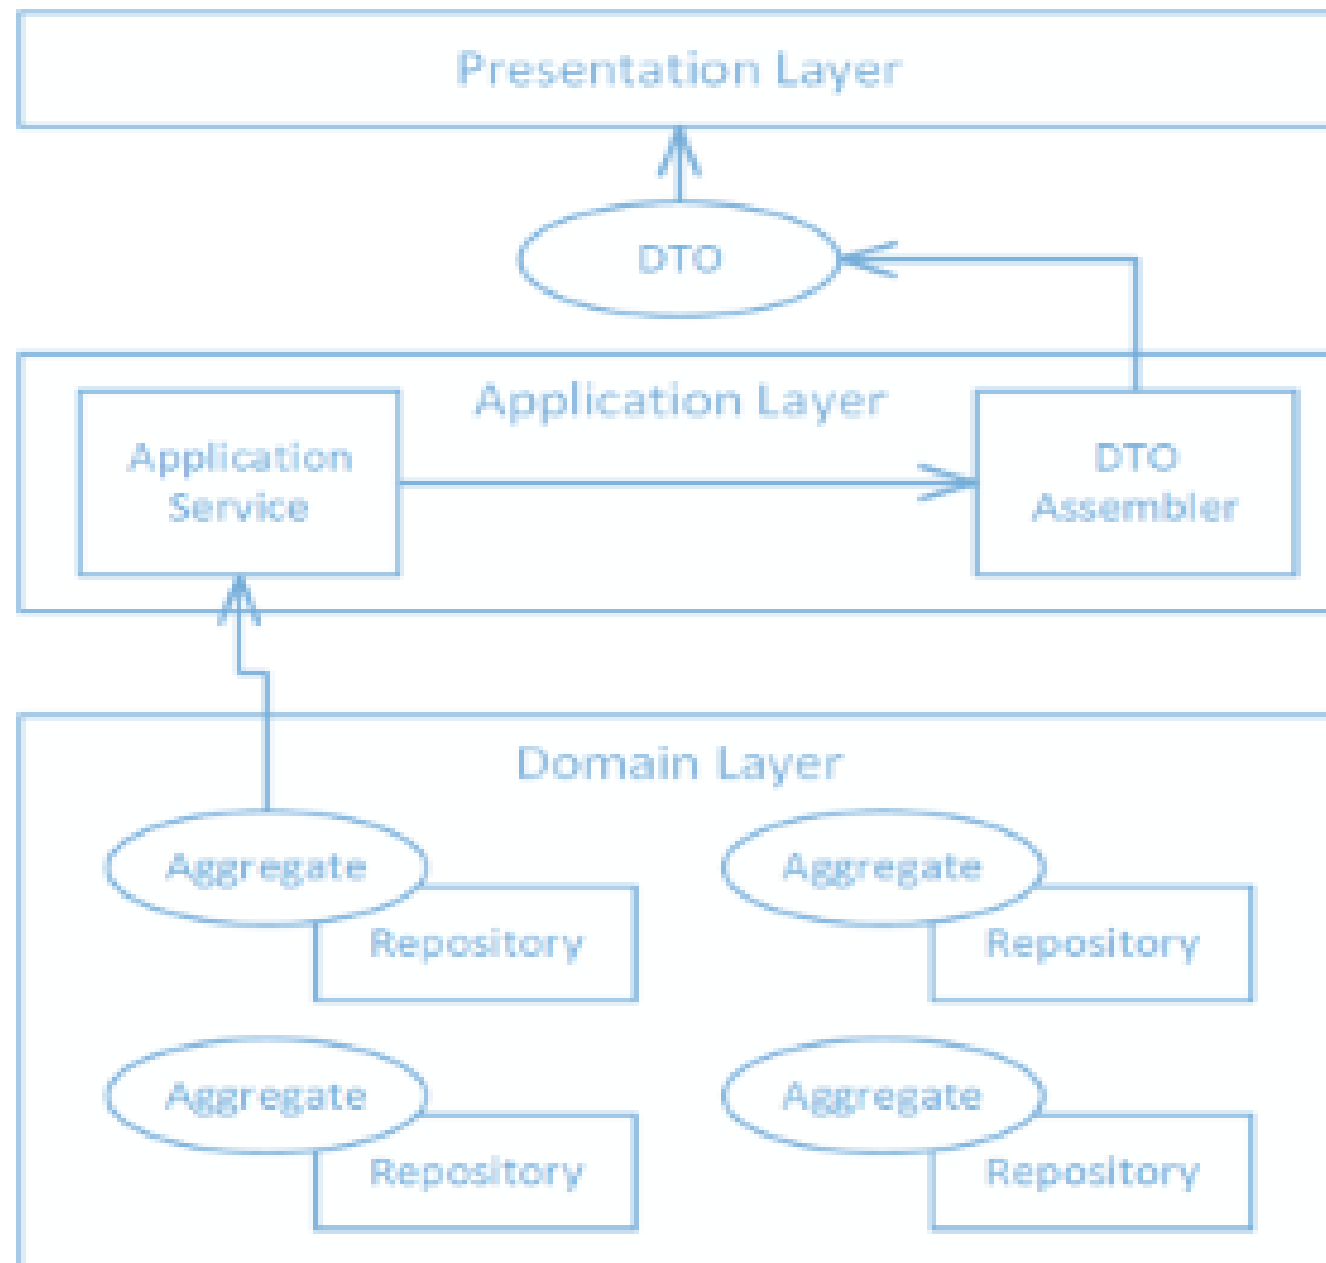 Presentation Layer
DTO
Application Layer
Application
Service
DTO
Assembler
Domain Layer
Aggregate
Repository
Aggregate
Repository
Aggregate
Repository
Aggregate
Repository